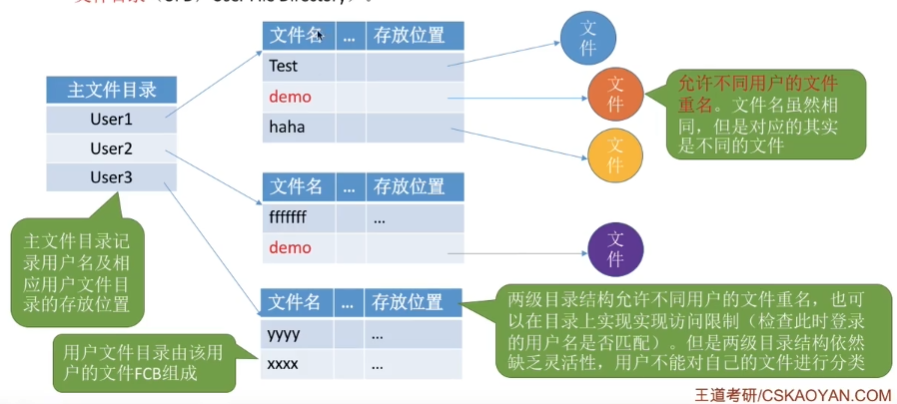 文件目录（UFD，User File Directory）。
主文件目录
User1
User2
User3
文件名 ... 存放位置
Test
demo
haha
文件名 ... 存放位置
fffffff ...
demo
文件名 ... 存放位置
yyyy ...
xxxx ...
文
件
文
件
文
件
文
件
允许不同用户的文件
重名。文件名虽然相
同，但是对应的其实
是不同的文件
主文件目录记
录用户名及相
应用户文件目
录的存放位置
用户文件目录由该用
户的文件FCB组成
两级目录结构允许不同用户的文件重名，也可
以在目录上实现实现访问限制（检查此时登录
的用户名是否匹配）。但是两级目录结构依然
缺乏灵活性，用户不能对自己的文件进行分类
王道考研/CSKAOYAN.COM